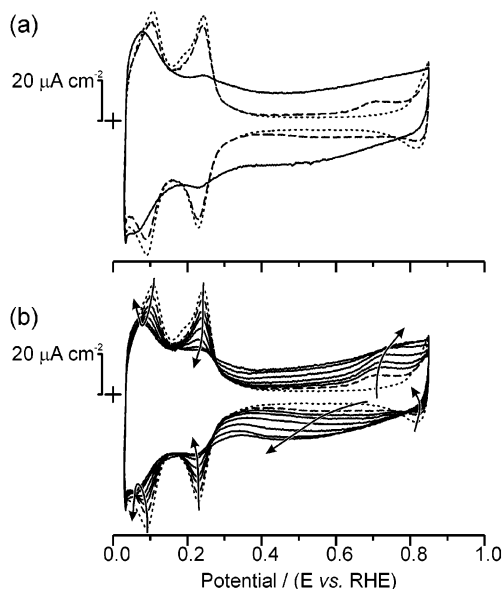 (a)
20 μA cm⁻²
(b)
20 μA cm⁻²
0.0 0.2 0.4 0.6 0.8 1.0
Potential / (E vs. RHE)